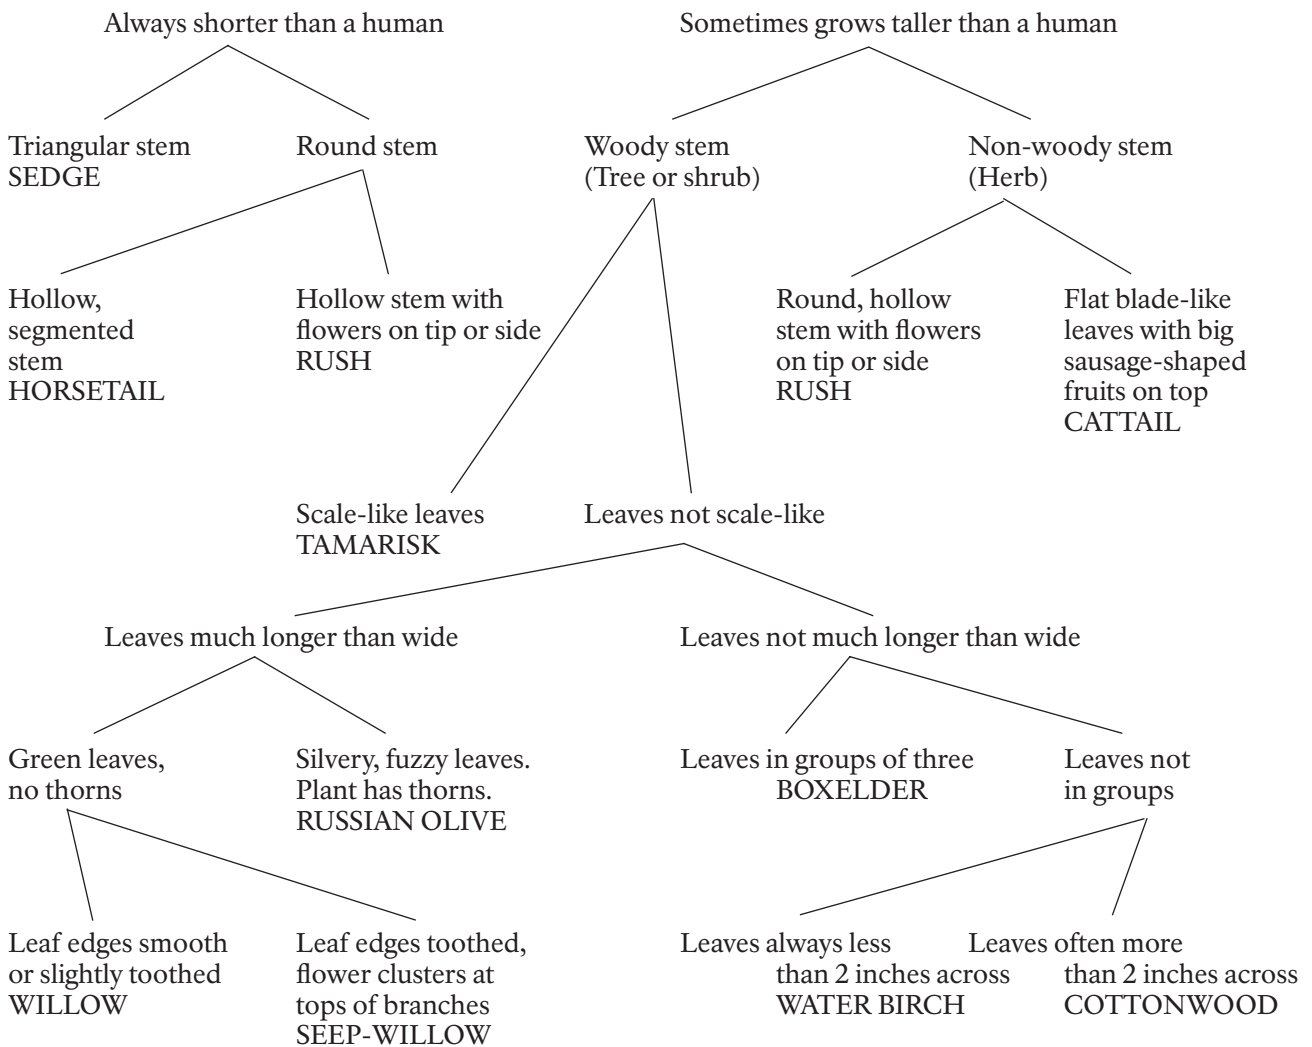 Always shorter than a human
Sometimes grows taller than a human
Triangular stem
SEDGE
Round stem
Woody stem
(Tree or shrub)
Non-woody stem
(Herb)
Hollow,
segmented
stem
HORSETAIL
Hollow stem with
flowers on tip or side
RUSH
Round, hollow
stem with flowers
on tip or side
RUSH
Flat blade-like
leaves with big
sausage-shaped
fruits on top
CATTAIL
Scale-like leaves
TAMARISK
Leaves not scale-like
Leaves much longer than wide
Leaves not much longer than wide
Green leaves,
no thorns
Silvery, fuzzy leaves.
Plant has thorns.
RUSSIAN OLIVE
Leaves in groups of three
BOXELDER
Leaves not
in groups
Leaf edges smooth
or slightly toothed
WILLOW
Leaf edges toothed,
flower clusters at
tops of branches
SEEP-WILLOW
Leaves always less
than 2 inches across
WATER BIRCH
Leaves often more
than 2 inches across
COTTONWOOD